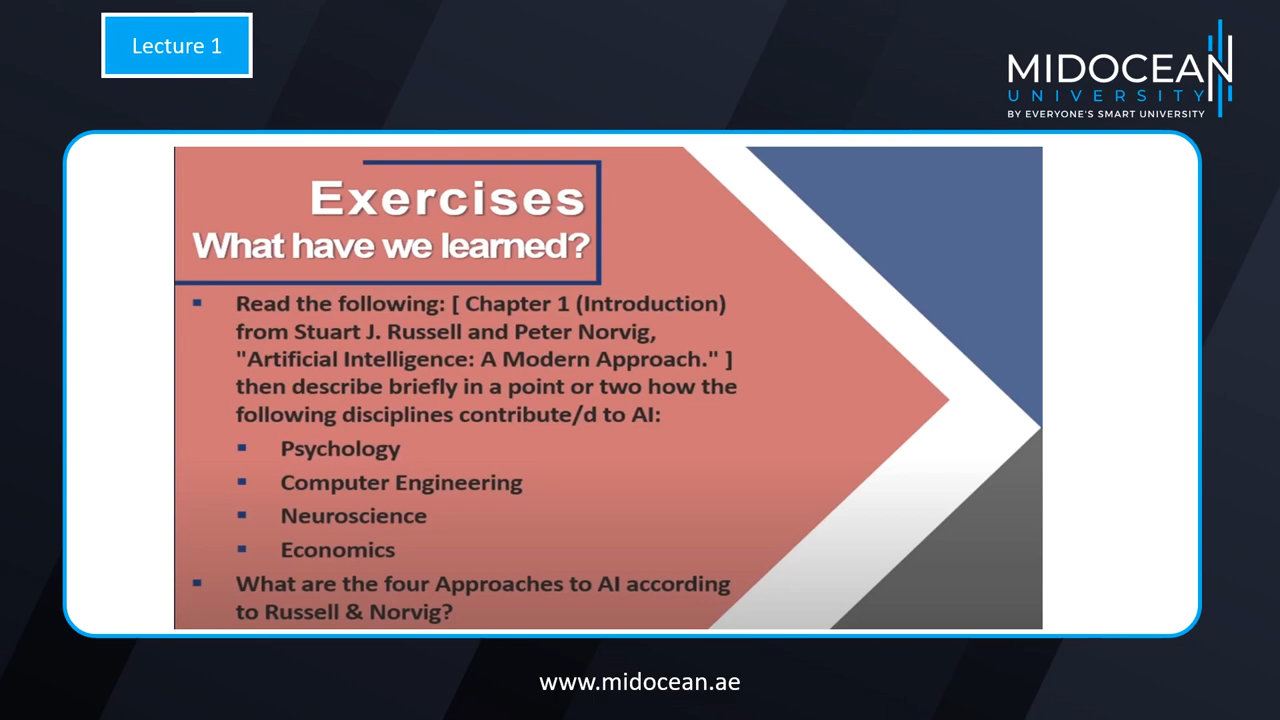 Lecture 1
MIDOCEAN
UNIVERSITY
BY EVERYONE'S SMART UNIVERSITY
Exercises
What have we learned?
▪ Read the following: [ Chapter 1 (Introduction)
from Stuart J. Russell and Peter Norvig,
"Artificial Intelligence: A Modern Approach." ]
then describe briefly in a point or two how the
following disciplines contribute/d to AI:
▪ Psychology
▪ Computer Engineering
▪ Neuroscience
▪ Economics
▪ What are the four Approaches to AI according
to Russell & Norvig?
www.midocean.ae